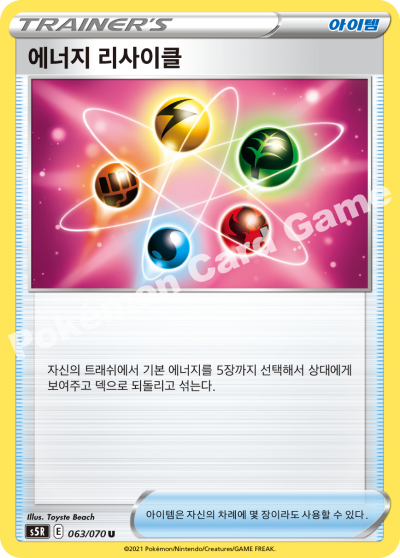 TRAINER'S
아이템
에너지 리사이클
Pokémon Card Game
자신의 트래쉬에서 기본 에너지를 5장까지 선택해서 상대에게
보여주고 덱으로 되돌리고 섞는다.
Illus. Toyste Beach
s5R E 063/070 U
아이템은 자신의 차례에 몇 장이라도 사용할 수 있다.
©2021 Pokémon/Nintendo/Creatures/GAME FREAK.